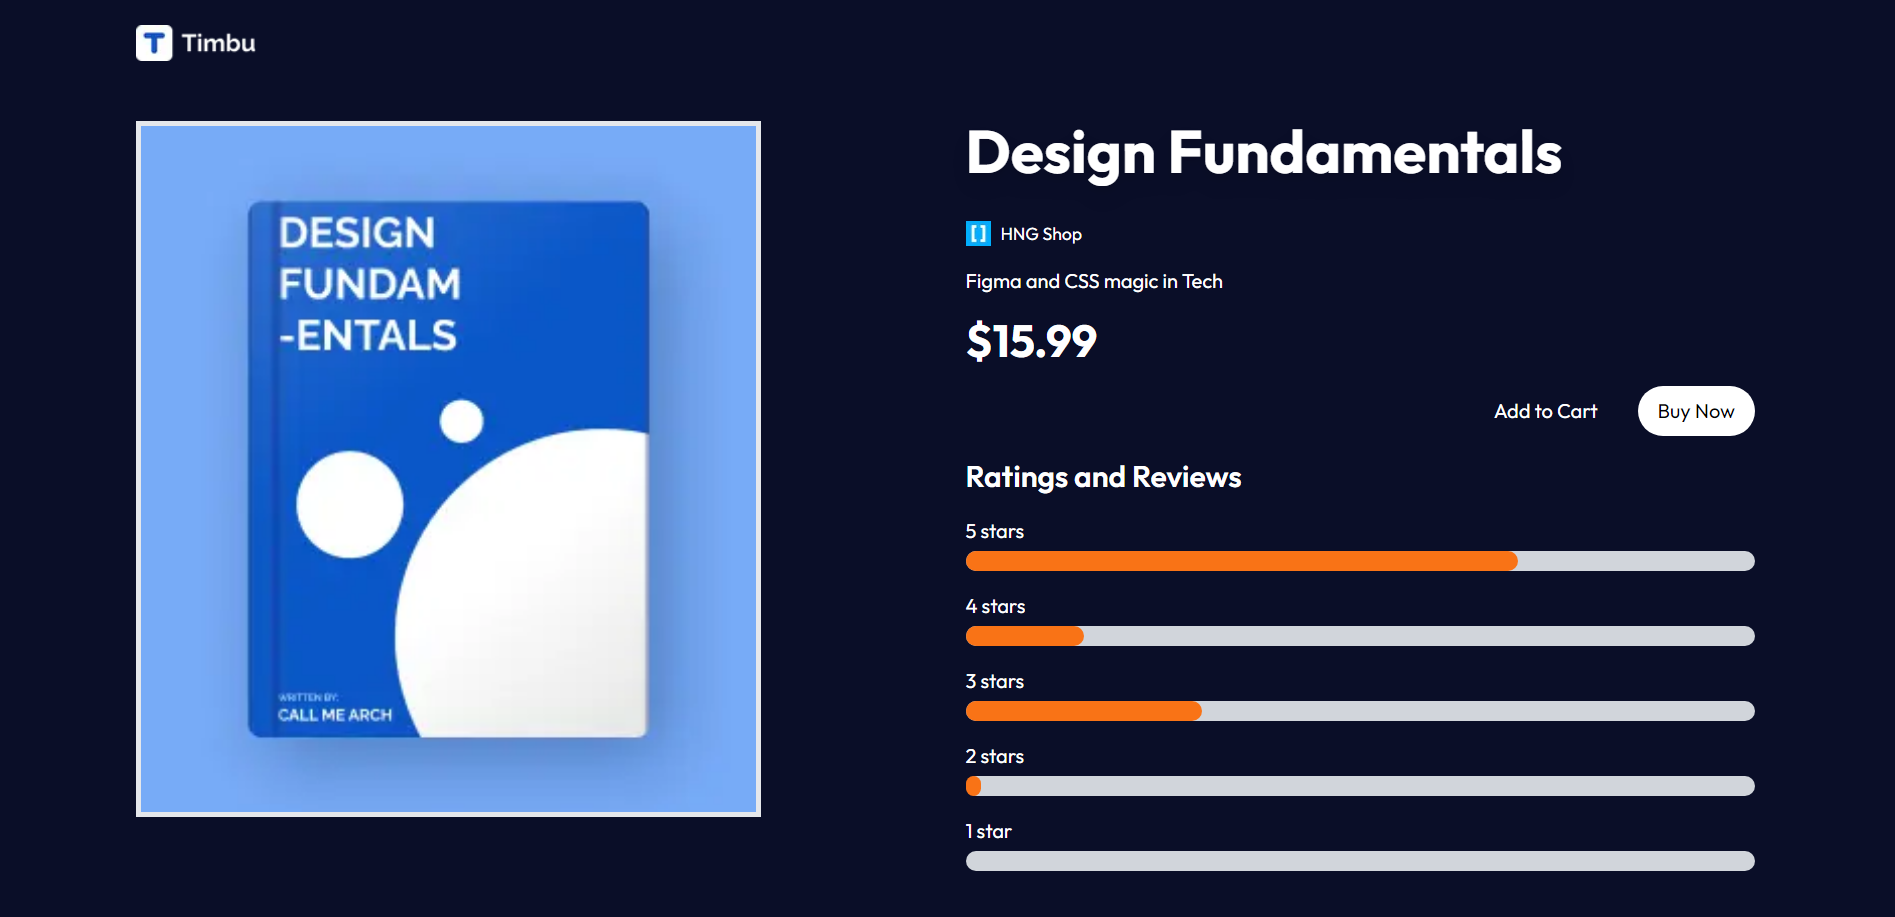 Timbu
DESIGN
FUNDAM
-ENTALS
WRITTEN BY:
CALL ME ARCH
Design Fundamentals
[ ] HNG Shop
Figma and CSS magic in Tech
$15.99
Add to Cart
Buy Now
Ratings and Reviews
5 stars
4 stars
3 stars
2 stars
1 star